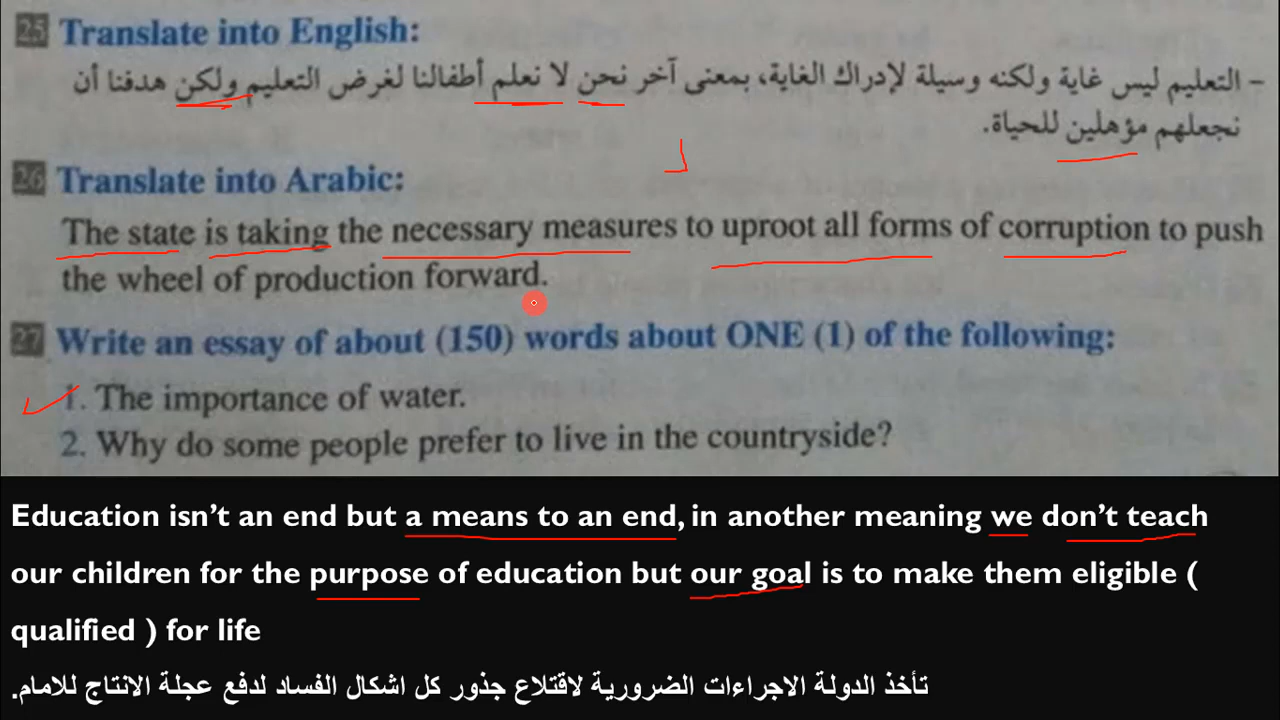 25 Translate into English:
- التعليم ليس غاية ولكنه وسيلة لإدراك الغاية، بمعنى آخر نحن لا نعلم أطفالنا لغرض التعليم ولكن هدفنا أن
نجعلهم مؤهلين للحياة.
26 Translate into Arabic:
The state is taking the necessary measures to uproot all forms of corruption to push
the wheel of production forward.
27 Write an essay of about (150) words about ONE (1) of the following:
1. The importance of water.
2. Why do some people prefer to live in the countryside?
Education isn't an end but a means to an end, in another meaning we don't teach
our children for the purpose of education but our goal is to make them eligible (
qualified ) for life
تأخذ الدولة الاجراءات الضرورية لاقتلاع جذور كل اشكال الفساد لدفع عجلة الانتاج للامام.